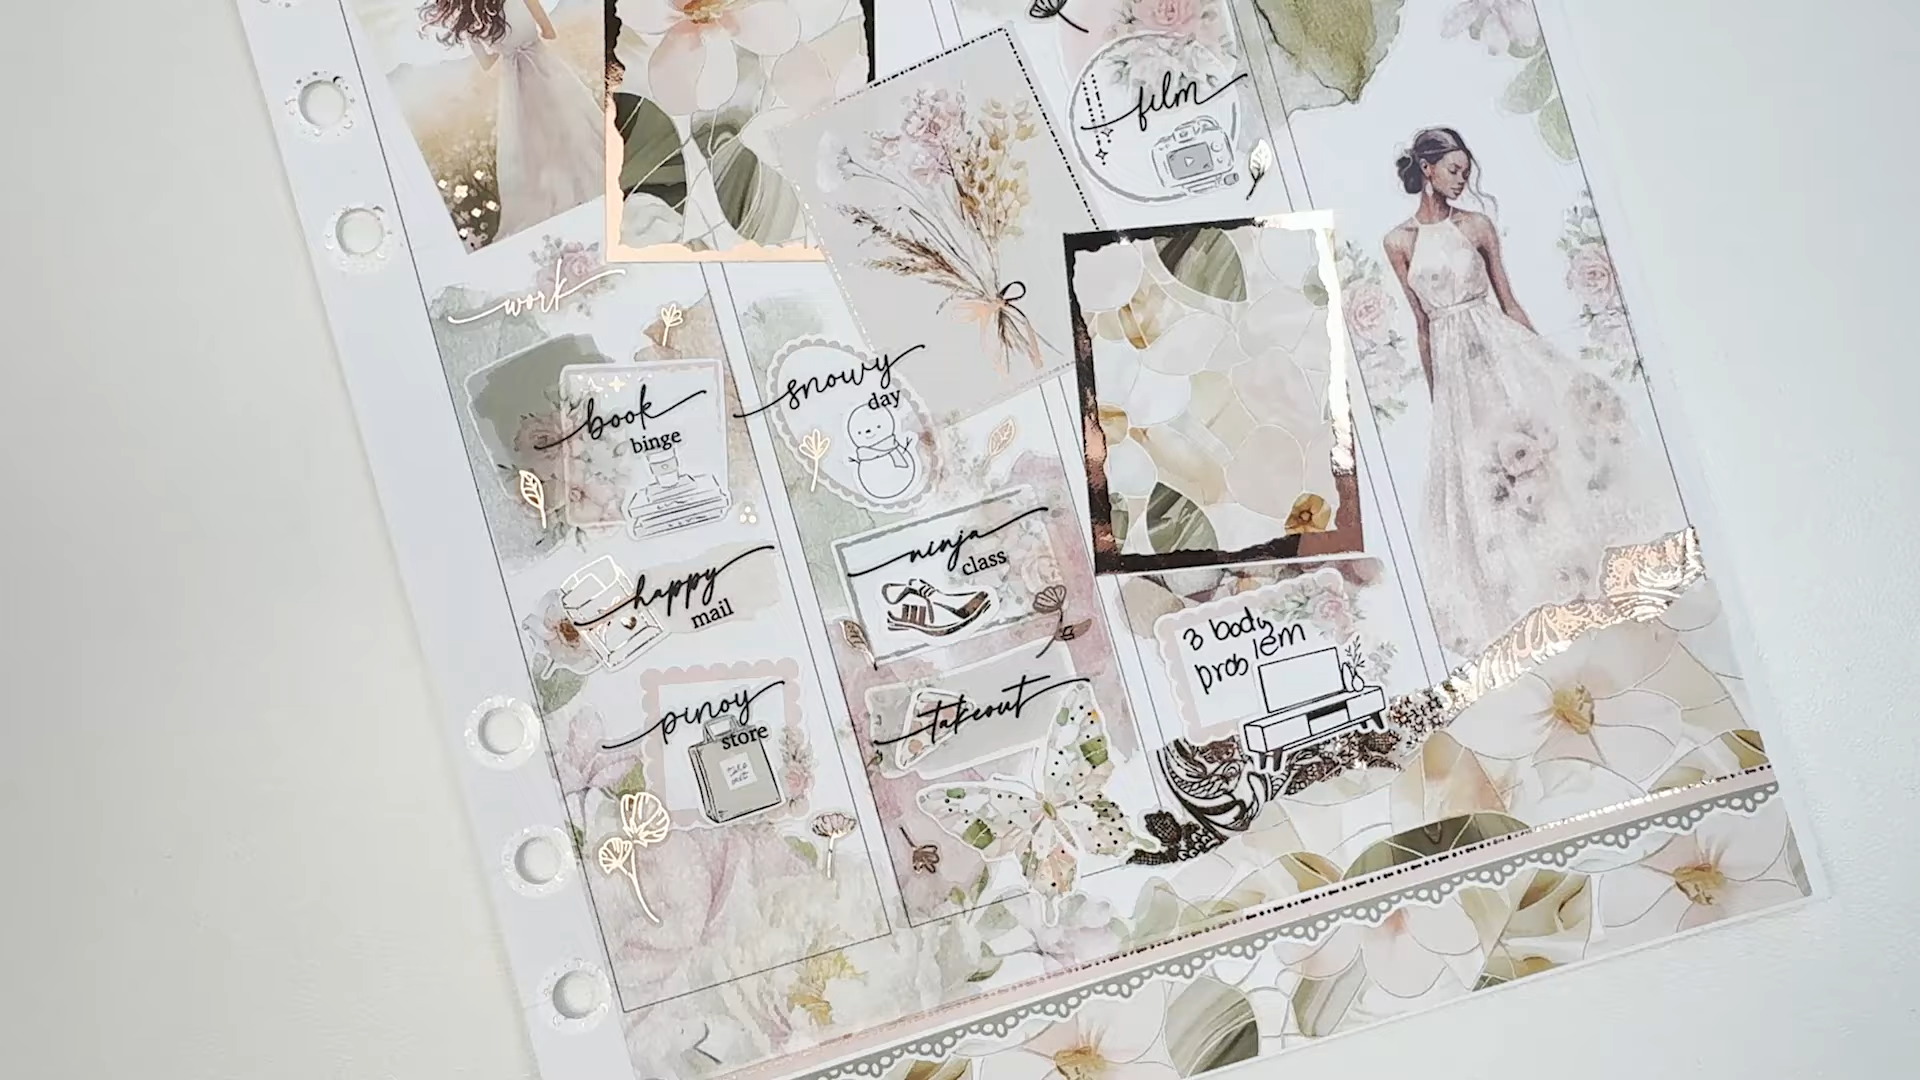 work
book
binge
happy
mail
pinoy
store
snowy
day
ninja
class
takeout
film
3 body
problem